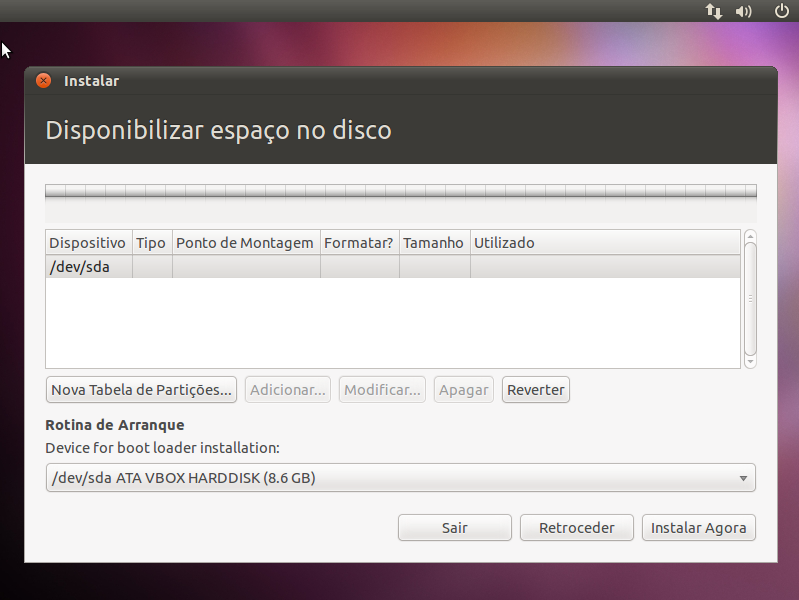 Instalar
Disponibilizar espaço no disco
Dispositivo Tipo Ponto de Montagem Formatar? Tamanho Utilizado
/dev/sda
Nova Tabela de Partições... Adicionar... Modificar... Apagar Reverter
Rotina de Arranque
Device for boot loader installation:
/dev/sda ATA VBOX HARDDISK (8.6 GB)
Sair Retroceder Instalar Agora